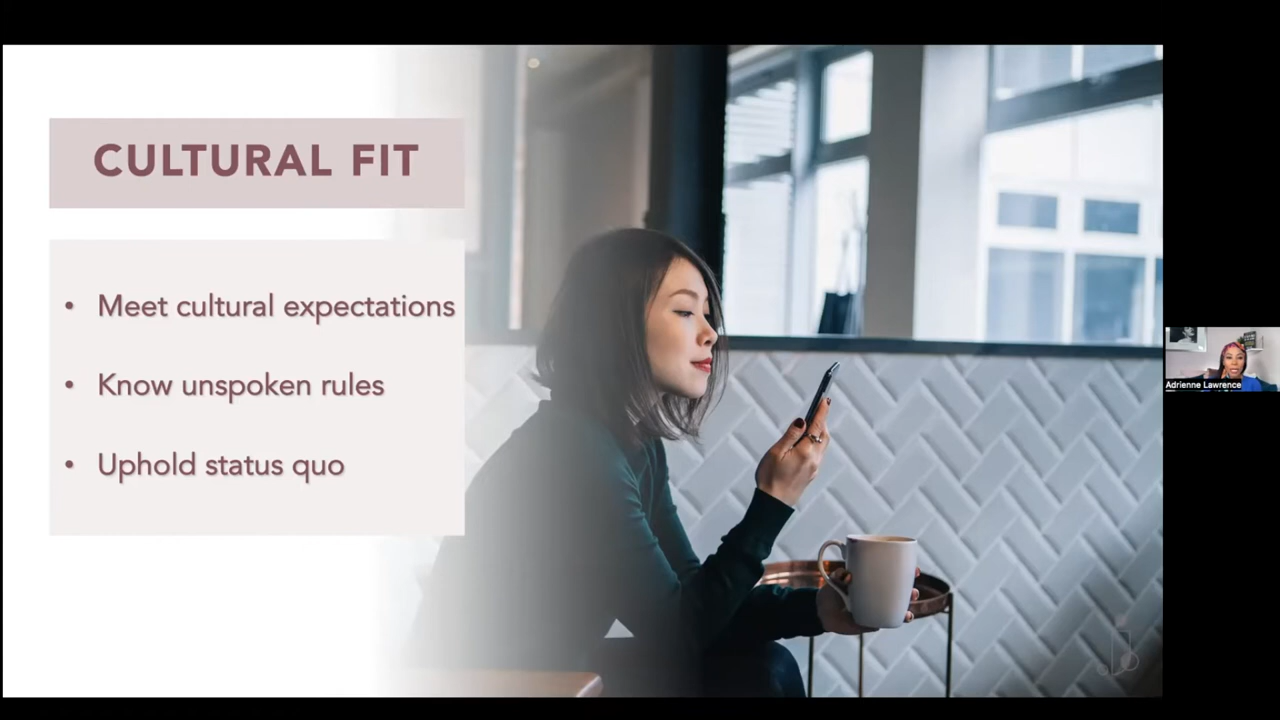 CULTURAL FIT
• Meet cultural expectations
• Know unspoken rules
• Uphold status quo
Adrienne Lawrence